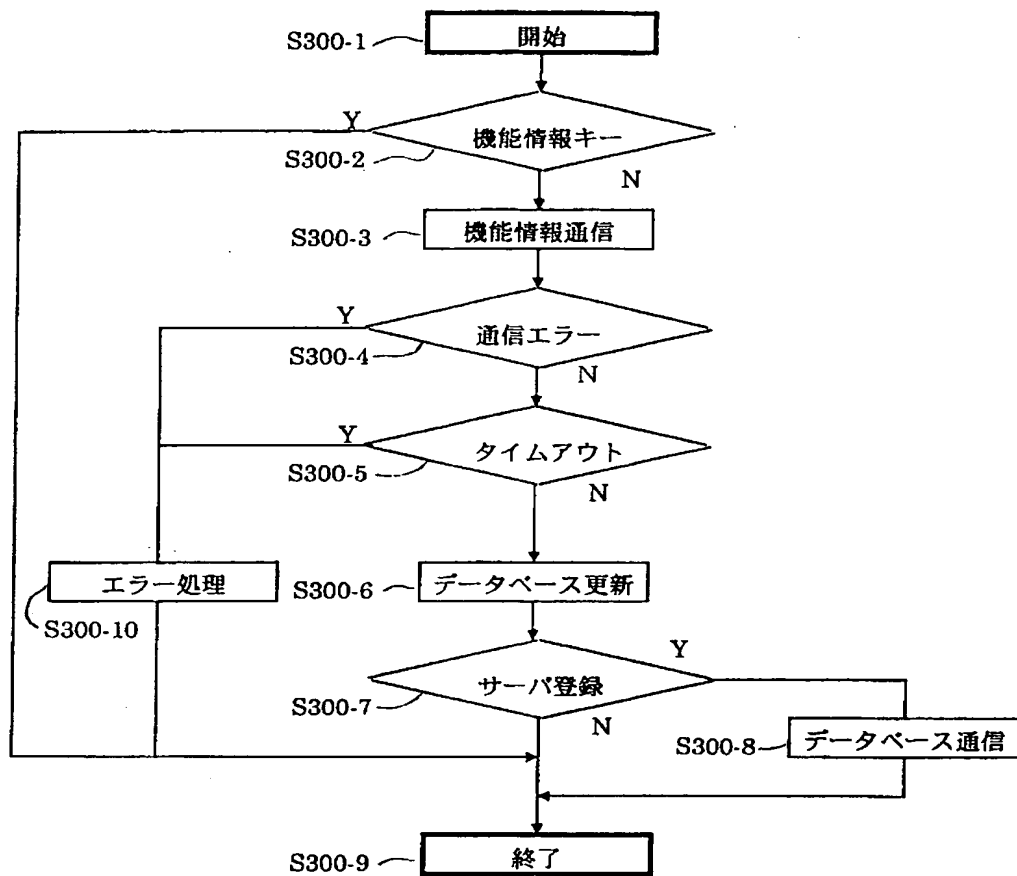 S300-1
開始
Y
機能情報キー
S300-2
N
S300-3
機能情報通信
Y
通信エラー
S300-4
N
Y
タイムアウト
S300-5
N
エラー処理
S300-6
データベース更新
S300-10
Y
サーバ登録
S300-7
N
S300-8
データベース通信
S300-9
終了